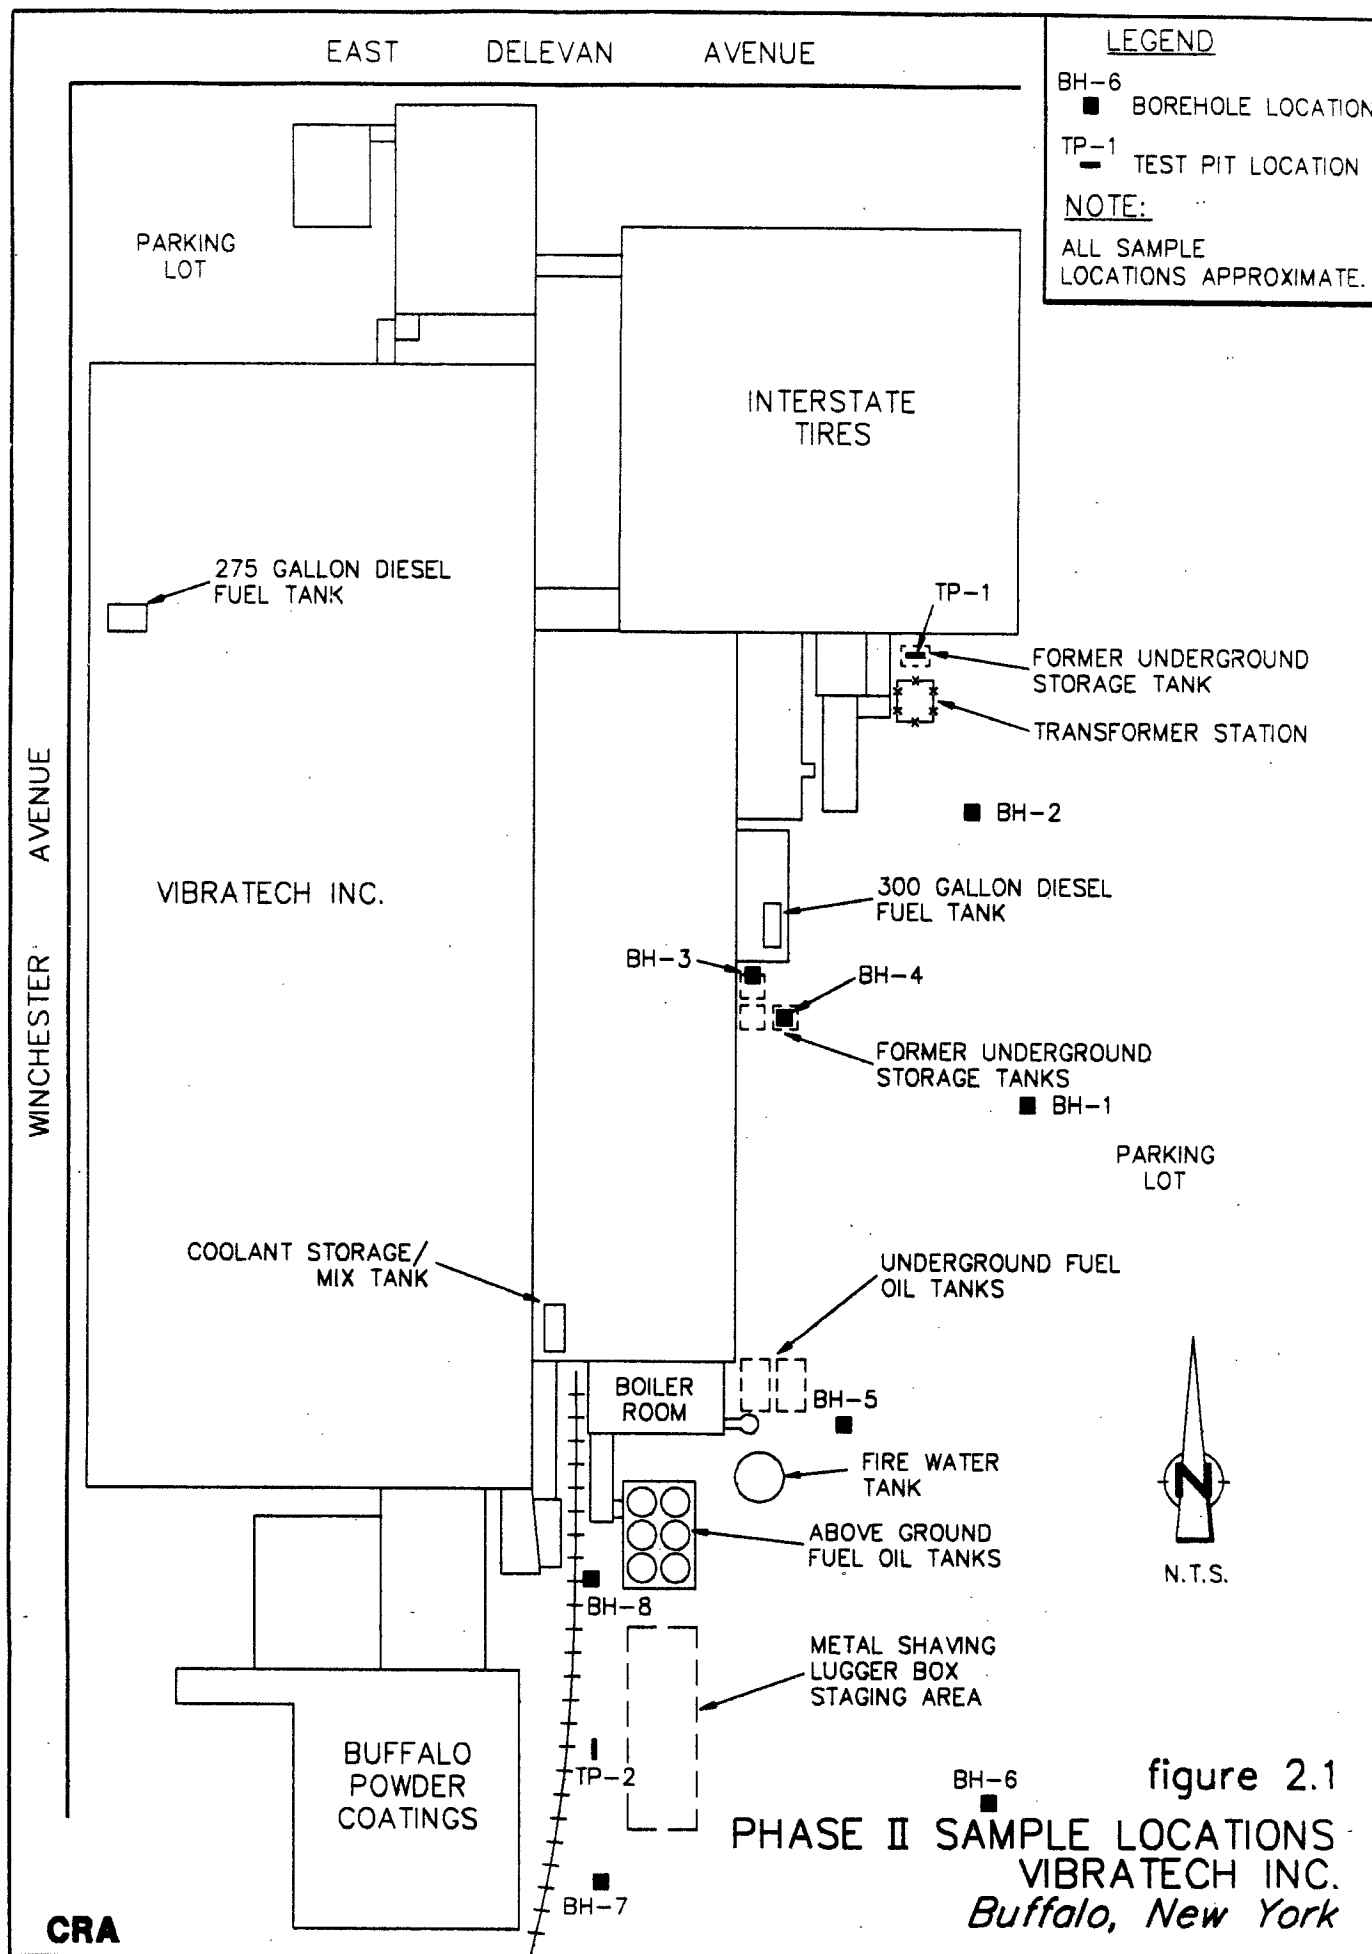 EAST DELEVAN AVENUE
LEGEND
BH-6
BOREHOLE LOCATION
TP-1
TEST PIT LOCATION
NOTE:
ALL SAMPLE
LOCATIONS APPROXIMATE.
PARKING
LOT
INTERSTATE
TIRES
275 GALLON DIESEL
FUEL TANK
TP-1
FORMER UNDERGROUND
STORAGE TANK
TRANSFORMER STATION
WINCHESTER AVENUE
BH-2
VIBRATECH INC.
300 GALLON DIESEL
FUEL TANK
BH-3
BH-4
FORMER UNDERGROUND
STORAGE TANKS
BH-1
PARKING
LOT
COOLANT STORAGE/
MIX TANK
UNDERGROUND FUEL
OIL TANKS
BOILER
ROOM
BH-5
FIRE WATER
TANK
N
N.T.S.
ABOVE GROUND
FUEL OIL TANKS
BH-8
METAL SHAVING
LUGGER BOX
STAGING AREA
BUFFALO
POWDER
COATINGS
TP-2
BH-6
BH-7
figure 2.1
PHASE II SAMPLE LOCATIONS
VIBRATECH INC.
Buffalo, New York
CRA